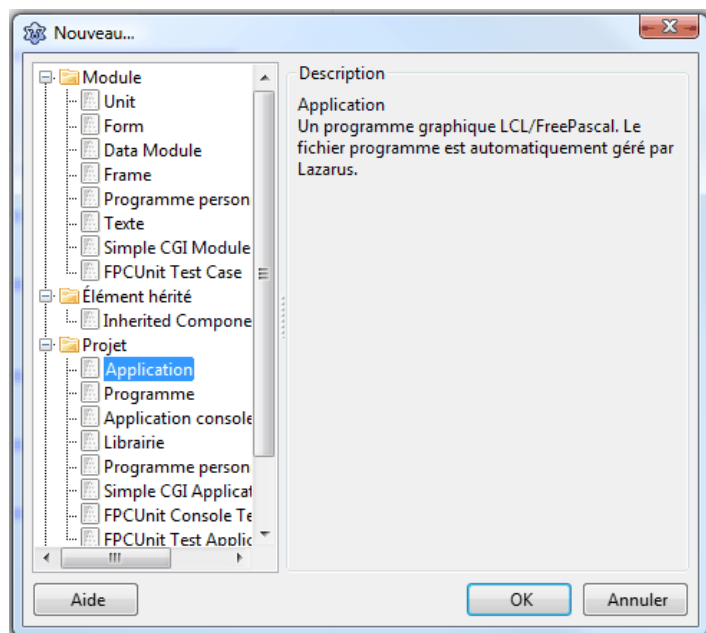 Nouveau...
Module
Unit
Form
Data Module
Frame
Programme person
Texte
Simple CGI Module
FPCUnit Test Case
Élément hérité
Inherited Compone
Projet
Application
Programme
Application console
Librairie
Programme person
Simple CGI Applicat
FPCUnit Console Te
FPCUnit Test Applic
Description
Application
Un programme graphique LCL/FreePascal. Le
fichier programme est automatiquement géré par
Lazarus.
Aide
OK
Annuler